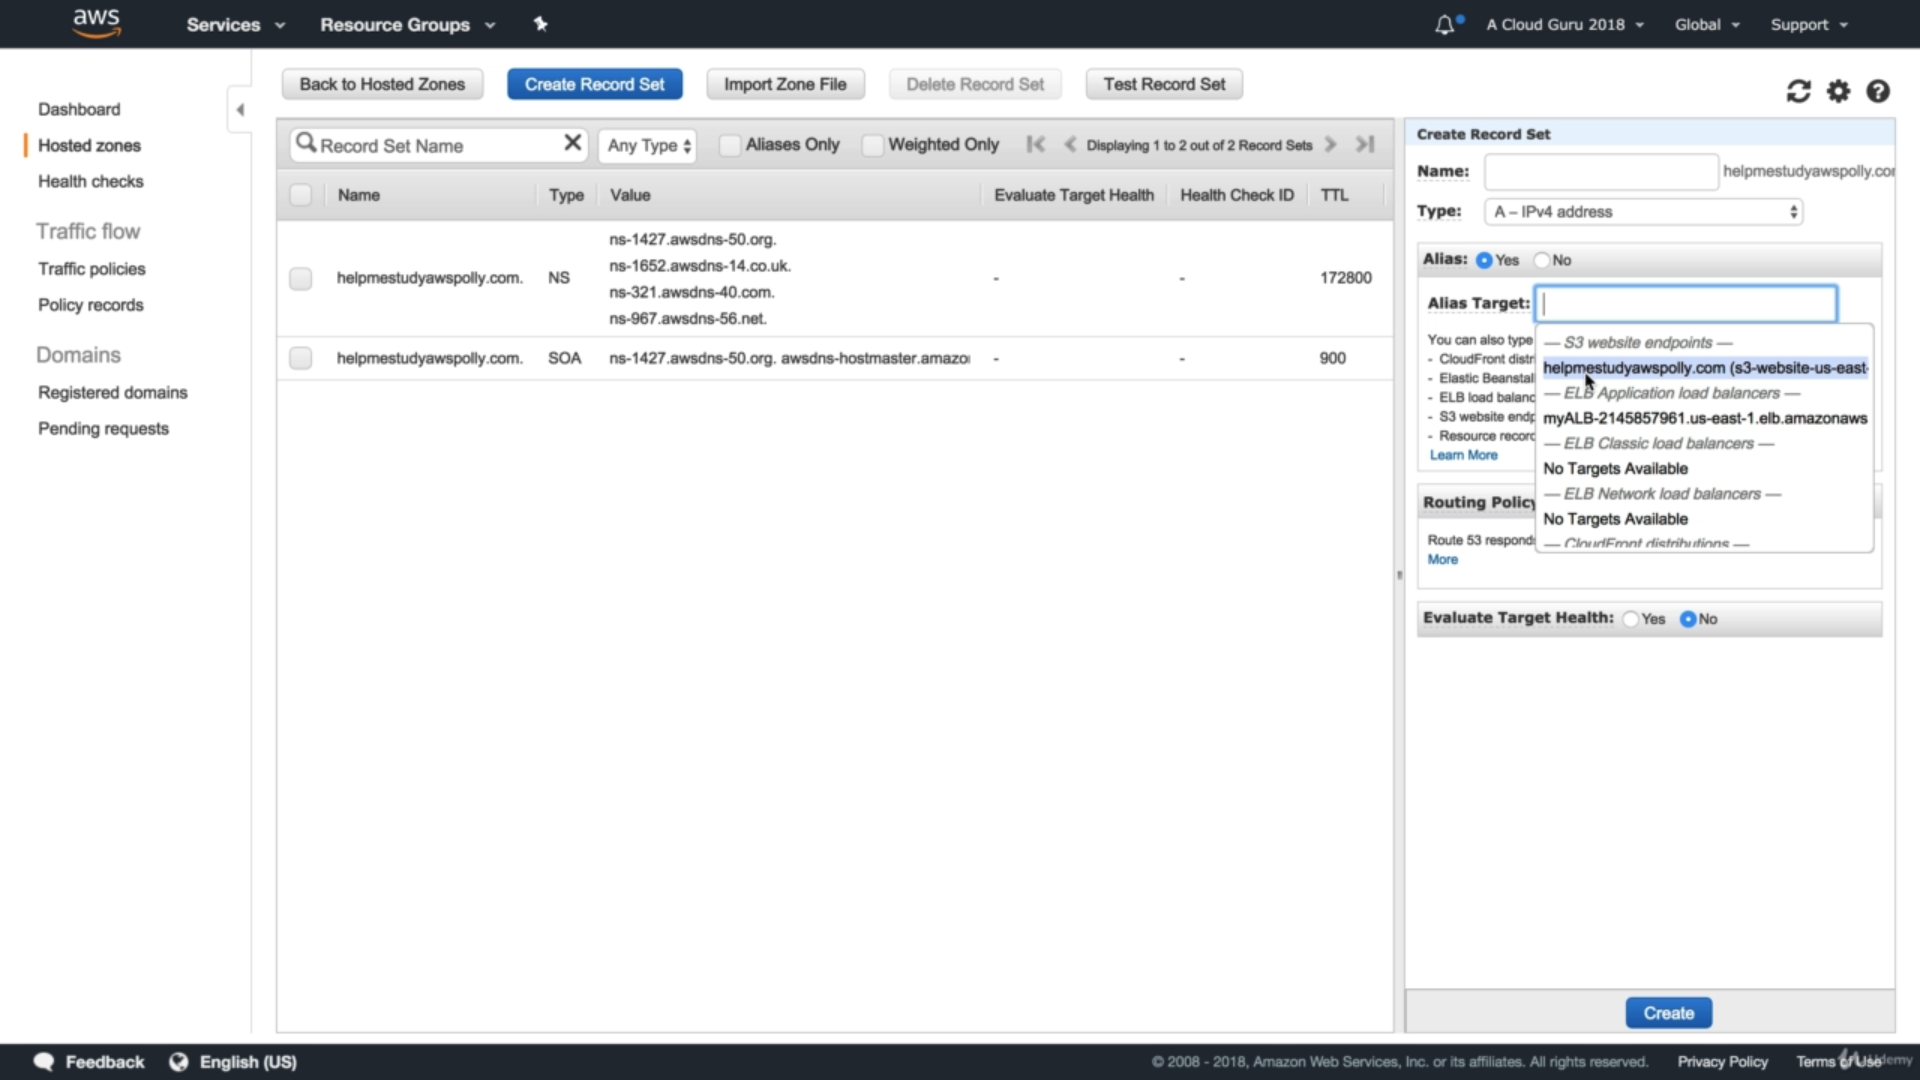 aws
Services
Resource Groups
A Cloud Guru 2018
Global
Support
Dashboard
Hosted zones
Health checks
Traffic flow
Traffic policies
Policy records
Domains
Registered domains
Pending requests
Back to Hosted Zones
Create Record Set
Import Zone File
Delete Record Set
Test Record Set
Record Set Name
Any Type
Aliases Only
Weighted Only
Displaying 1 to 2 out of 2 Record Sets
Name Type Value Evaluate Target Health Health Check ID TTL
helpmestudyawspolly.com. NS
ns-1427.awsdns-50.org.
ns-1652.awsdns-14.co.uk.
ns-321.awsdns-40.com.
ns-967.awsdns-56.net.
- - 172800
helpmestudyawspolly.com. SOA ns-1427.awsdns-50.org. awsdns-hostmaster.amazo - - 900
Create Record Set
Name: helpmestudyawspolly.com
Type: A – IPv4 address
Alias: Yes No
Alias Target:
You can also type
- CloudFront distr
- Elastic Beanstal
- ELB load balanc
- S3 website endp
- Resource record
Learn More
— S3 website endpoints —
helpmestudyawspolly.com (s3-website-us-east-
— ELB Application load balancers —
myALB-2145857961.us-east-1.elb.amazonaws
— ELB Classic load balancers —
No Targets Available
— ELB Network load balancers —
No Targets Available
— CloudFront distributions —
Routing Policy
Route 53 responds
More
Evaluate Target Health: Yes No
Create
Feedback
English (US)
© 2008 - 2018, Amazon Web Services, Inc. or its affiliates. All rights reserved.
Privacy Policy
Terms of Use